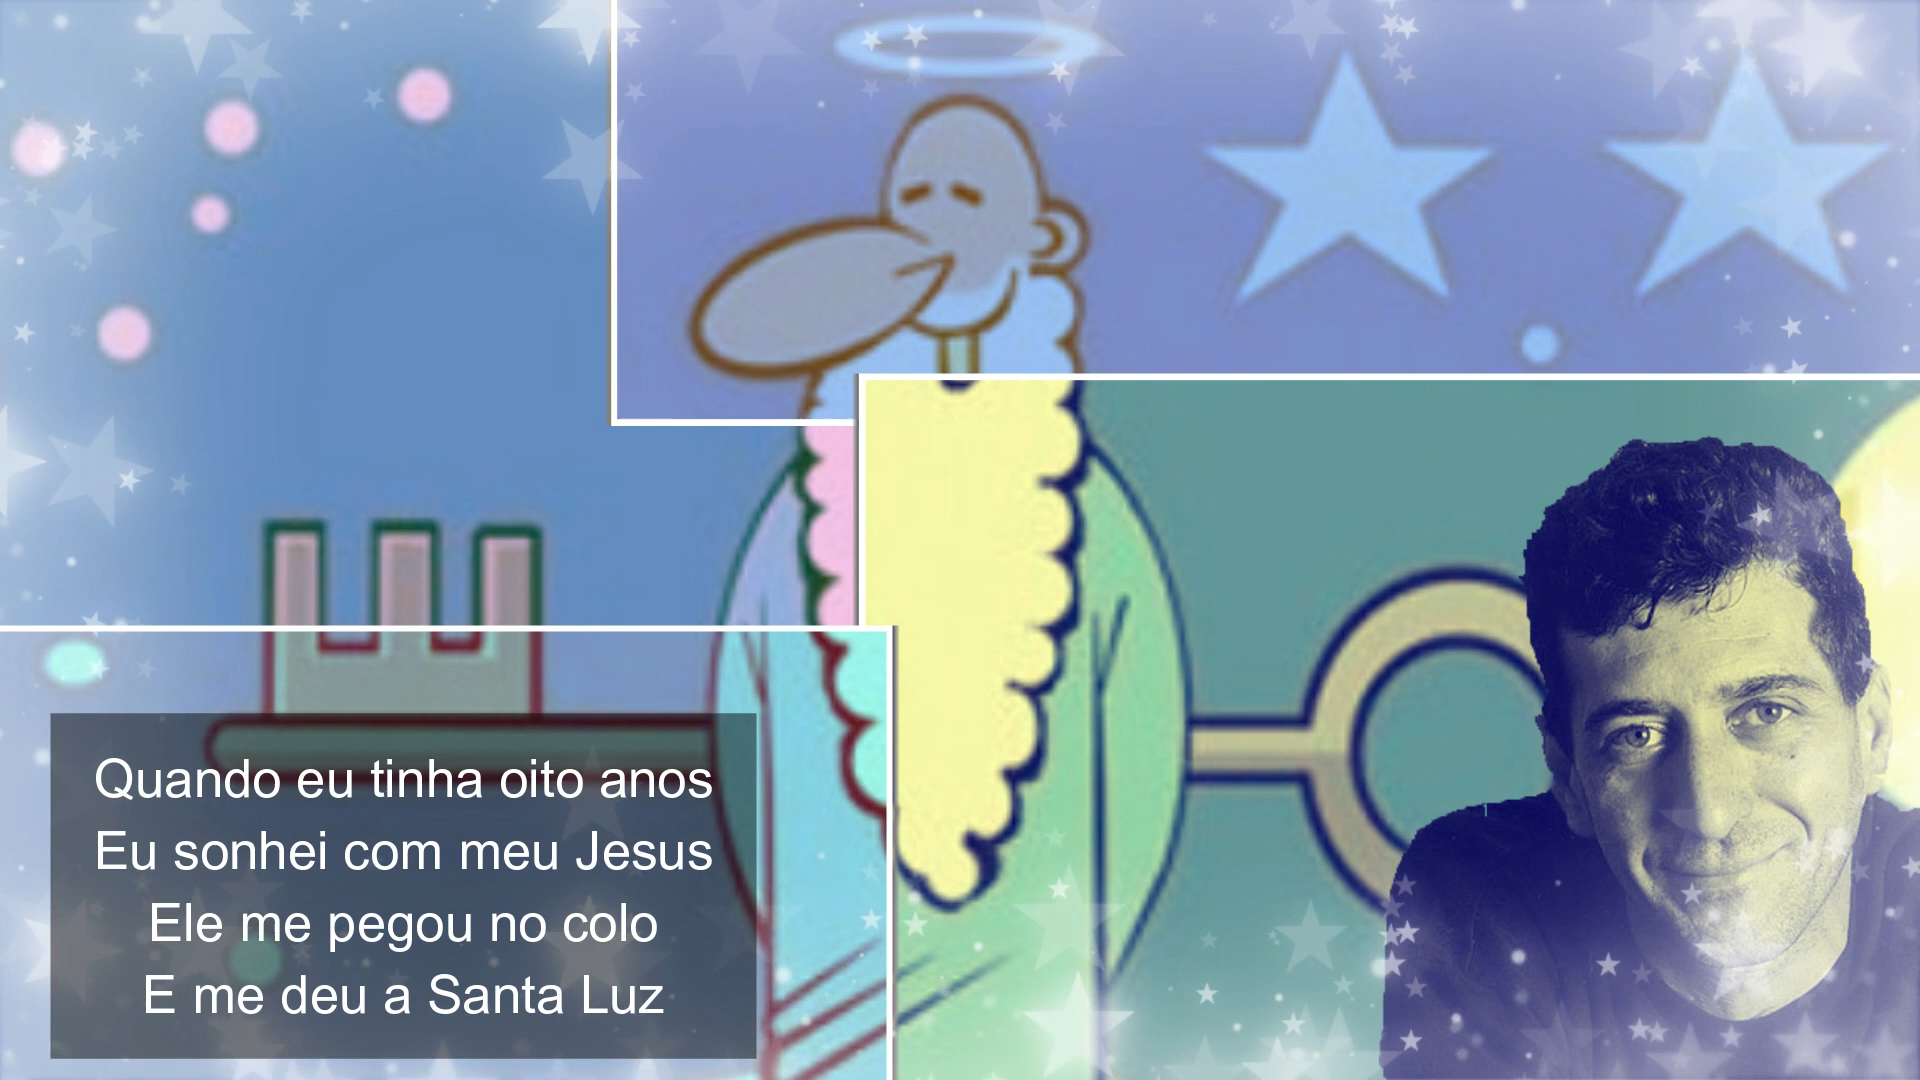 Quando eu tinha oito anos
Eu sonhei com meu Jesus
Ele me pegou no colo
E me deu a Santa Luz